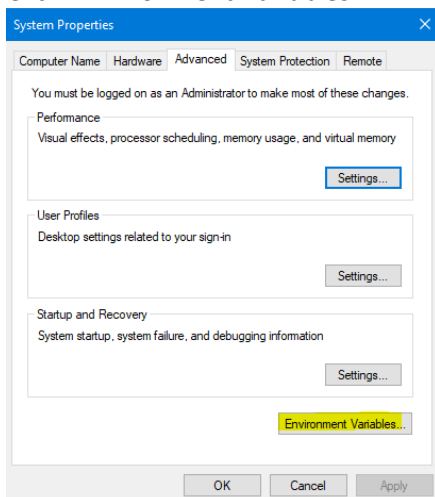 System Properties
Computer Name Hardware Advanced System Protection Remote
You must be logged on as an Administrator to make most of these changes.
Performance
Visual effects, processor scheduling, memory usage, and virtual memory
Settings...
User Profiles
Desktop settings related to your sign-in
Settings...
Startup and Recovery
System startup, system failure, and debugging information
Settings...
Environment Variables...
OK Cancel Apply